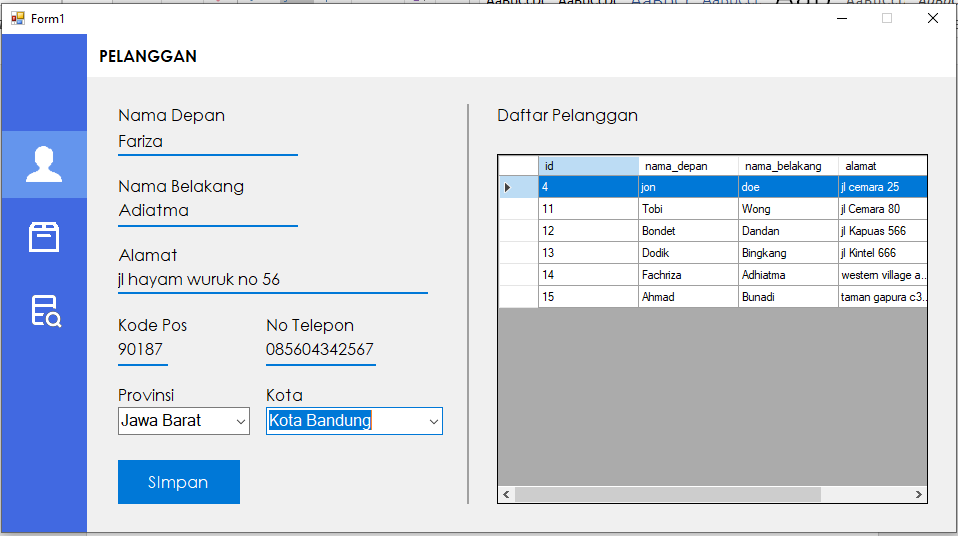 Form1
PELANGGAN
Nama Depan
Fariza
Nama Belakang
Adiatma
Alamat
jl hayam wuruk no 56
Kode Pos No Telepon
90187 085604342567
Provinsi Kota
Jawa Barat Kota Bandung
SImpan
Daftar Pelanggan
id nama_depan nama_belakang alamat
4 jon doe jl cemara 25
11 Tobi Wong jl Cemara 80
12 Bondet Dandan jl Kapuas 566
13 Dodik Bingkang jl Kintel 666
14 Fachriza Adhiatma western village a...
15 Ahmad Bunadi taman gapura c3...